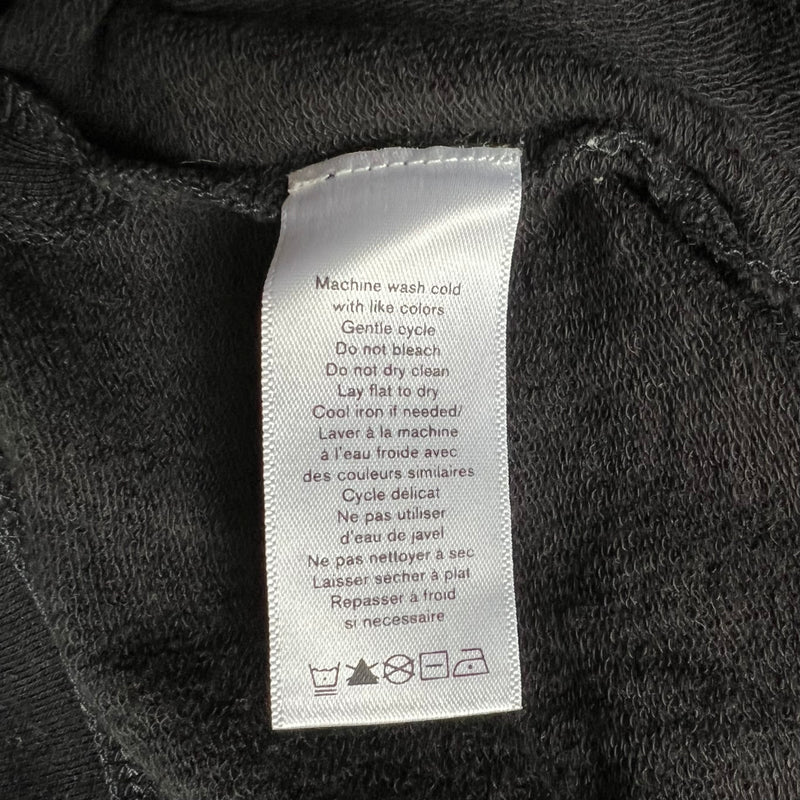 Machine wash cold
with like colors
Gentle cycle
Do not bleach
Do not dry clean
Lay flat to dry
Cool iron if needed/
Laver à la machine
à l'eau froide avec
des couleurs similaires
Cycle délicat
Ne pas utiliser
d'eau de javel
Ne pas nettoyer à sec
Laisser sécher à plat
Repasser à froid
si necessaire